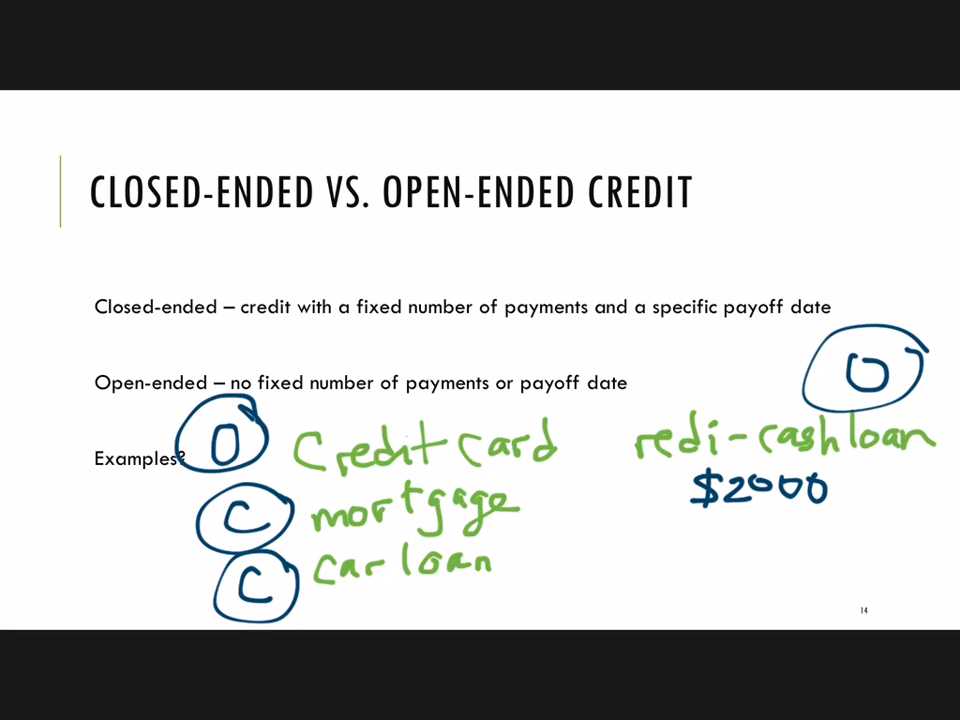 CLOSED-ENDED VS. OPEN-ENDED CREDIT
Closed-ended – credit with a fixed number of payments and a specific payoff date
Open-ended – no fixed number of payments or payoff date
O
O
Examples?
Credit card
redi-cash loan
$2000
C
mortgage
C
car loan
14